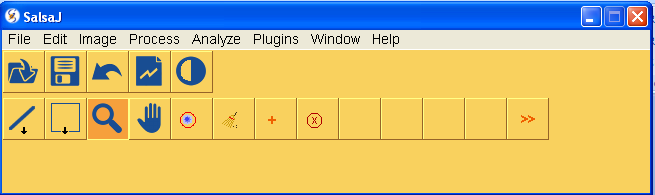 SalsaJ
File Edit Image Process Analyze Plugins Window Help
x
>>